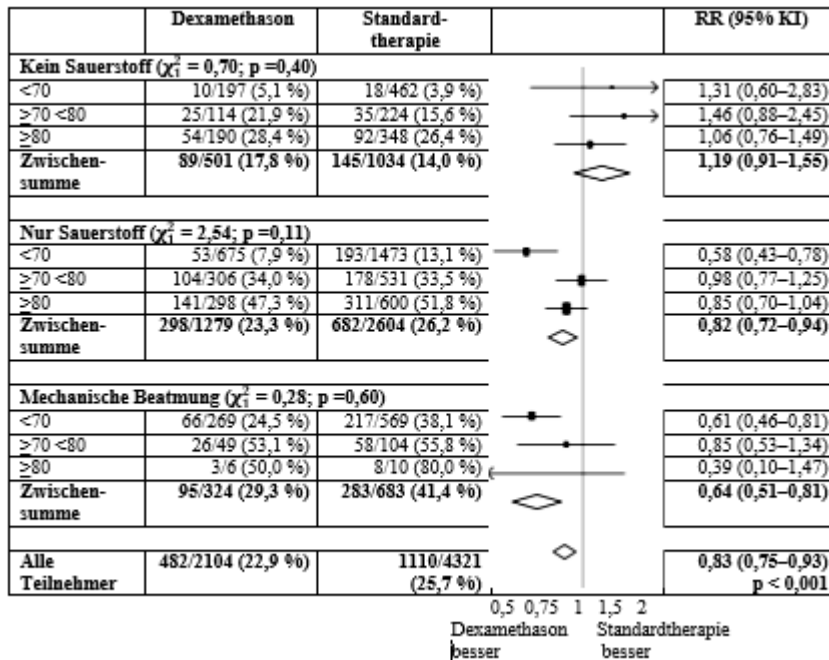 Dexamethason Standard- RR (95% KI)
therapie
Kein Sauerstoff (χ²₁ = 0,70; p =0,40)
<70 10/197 (5,1 %) 18/462 (3,9 %) 1,31 (0,60–2,83)
≥70 <80 25/114 (21,9 %) 35/224 (15,6 %) 1,46 (0,88–2,45)
≥80 54/190 (28,4 %) 92/348 (26,4 %) 1,06 (0,76–1,49)
Zwischen- 89/501 (17,8 %) 145/1034 (14,0 %) 1,19 (0,91–1,55)
summe
Nur Sauerstoff (χ²₁ = 2,54; p =0,11)
<70 53/675 (7,9 %) 193/1473 (13,1 %) 0,58 (0,43–0,78)
≥70 <80 104/306 (34,0 %) 178/531 (33,5 %) 0,98 (0,77–1,25)
≥80 141/298 (47,3 %) 311/600 (51,8 %) 0,85 (0,70–1,04)
Zwischen- 298/1279 (23,3 %) 682/2604 (26,2 %) 0,82 (0,72–0,94)
summe
Mechanische Beatmung (χ²₁ = 0,28; p =0,60)
<70 66/269 (24,5 %) 217/569 (38,1 %) 0,61 (0,46–0,81)
≥70 <80 26/49 (53,1 %) 58/104 (55,8 %) 0,85 (0,53–1,34)
≥80 3/6 (50,0 %) 8/10 (80,0 %) 0,39 (0,10–1,47)
Zwischen- 95/324 (29,3 %) 283/683 (41,4 %) 0,64 (0,51–0,81)
summe
Alle 482/2104 (22,9 %) 1110/4321 0,83 (0,75–0,93)
Teilnehmer (25,7 %) p < 0,001
0,5 0,75 1 1,5 2
Dexamethason Standardtherapie
besser besser